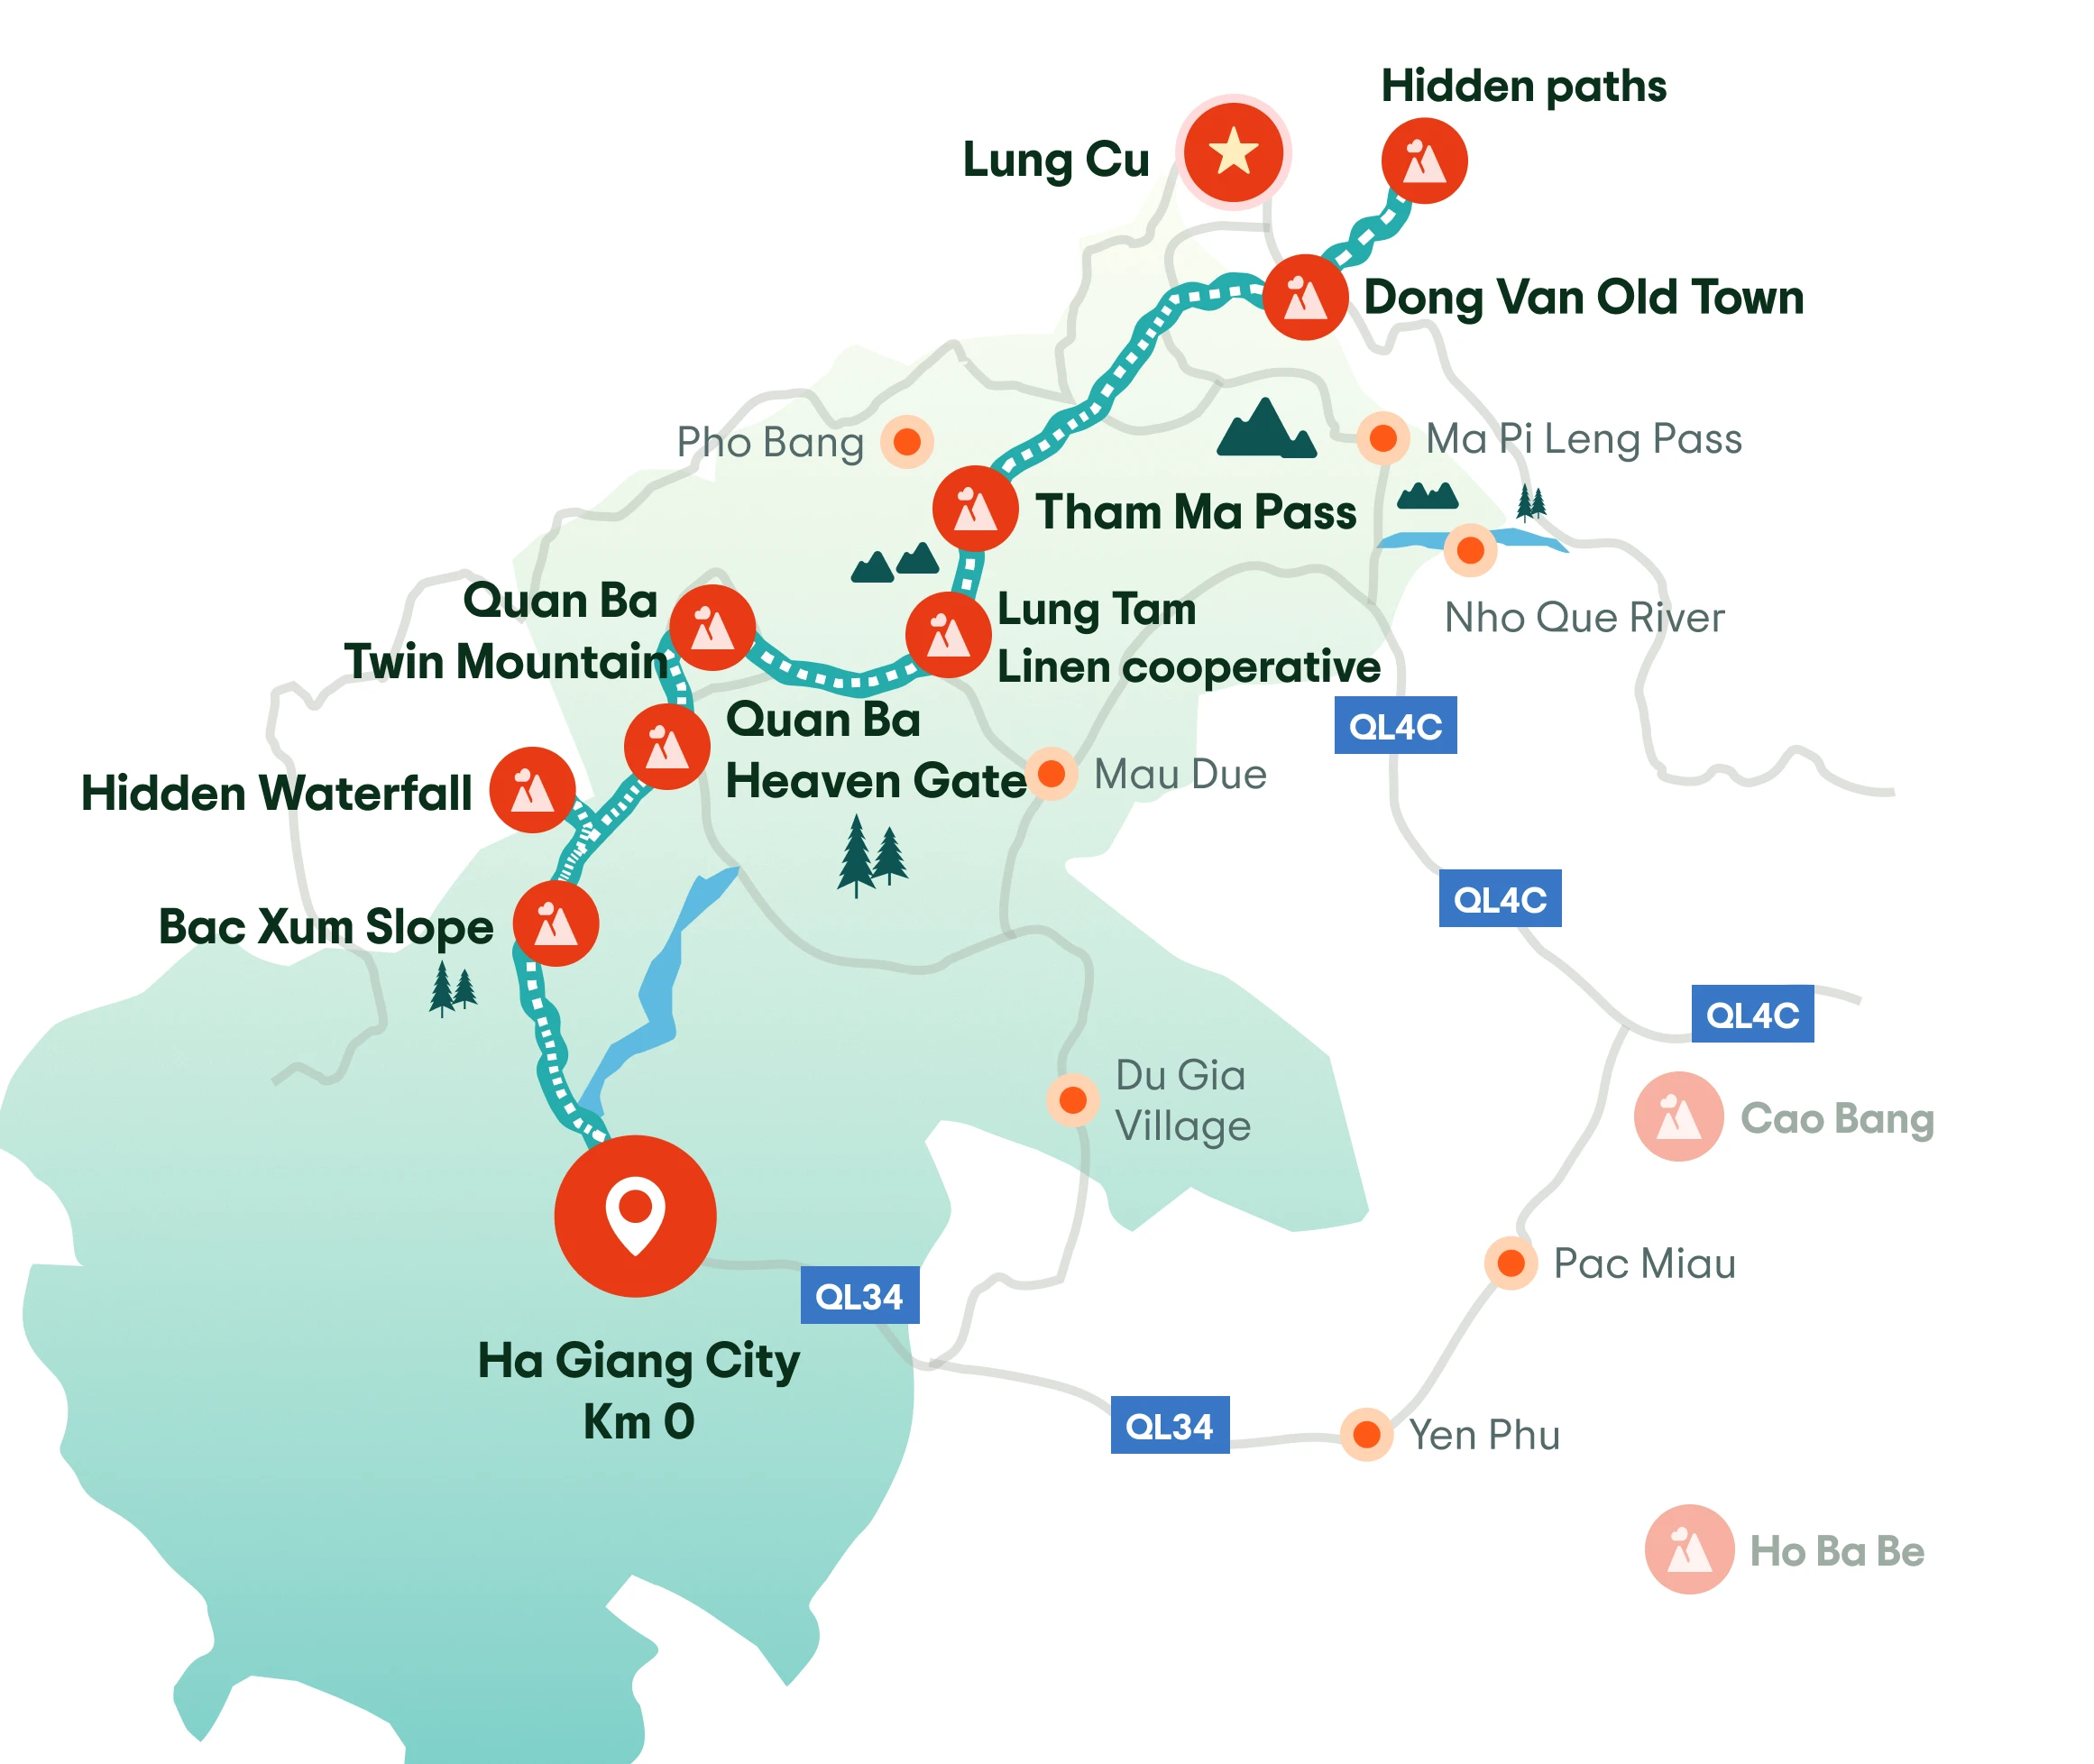 Hidden paths
Lung Cu
Dong Van Old Town
Pho Bang
Ma Pi Leng Pass
Tham Ma Pass
Quan Ba
Twin Mountain
Lung Tam
Linen cooperative
Nho Que River
Quan Ba
Heaven Gate
QL4C
Hidden Waterfall
Mau Due
Bac Xum Slope
QL4C
QL4C
Du Gia
Village
Cao Bang
Pac Miau
QL34
Ha Giang City
Km 0
QL34
Yen Phu
Ho Ba Be